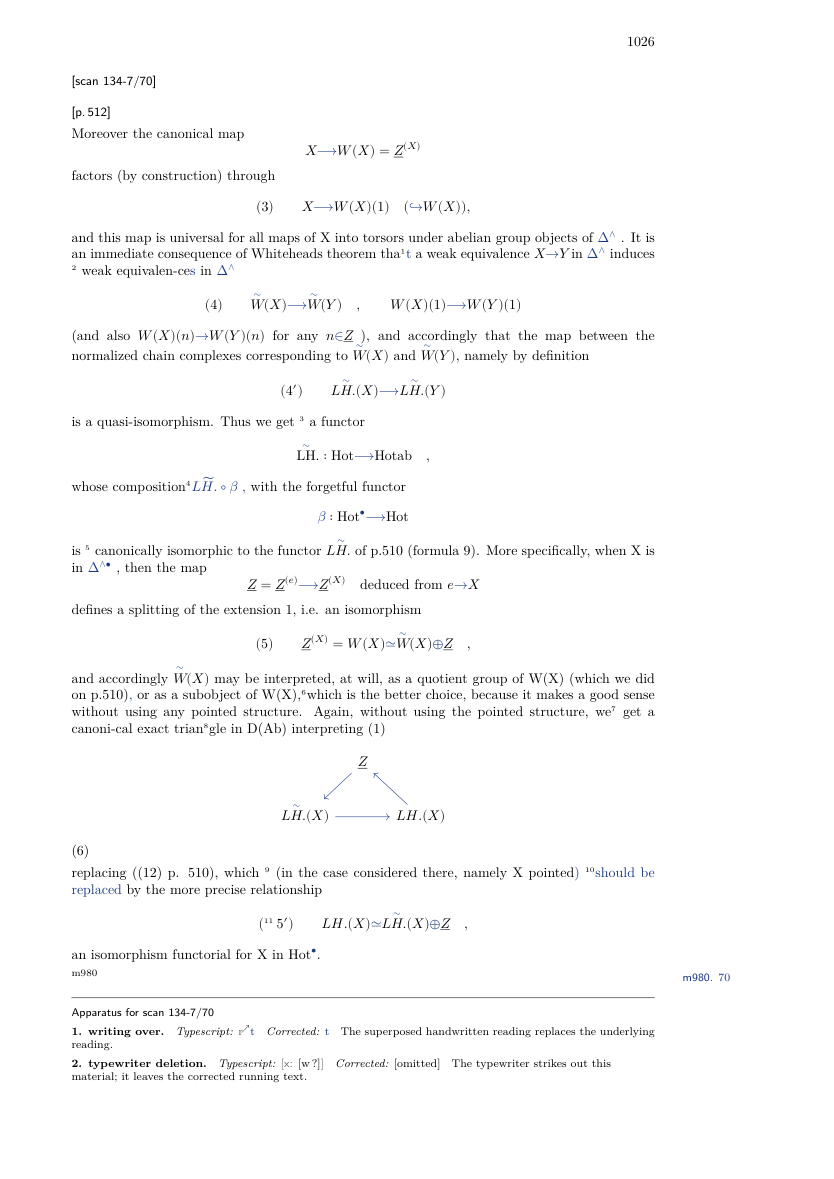 1026
[scan 134-7/70]
[p. 512]
Moreover the canonical map
X⟶W(X) = Z̲⁽ˣ⁾
factors (by construction) through
(3) X⟶W(X)(1) (↪W(X)),
and this map is universal for all maps of X into torsors under abelian group objects of Δ^ . It is
an immediate consequence of Whiteheads theorem tha¹t a weak equivalence X→Y in Δ^ induces
² weak equivalen-ces in Δ^
(4) W̃(X)⟶W̃(Y) , W(X)(1)⟶W(Y)(1)
(and also W(X)(n)→W(Y)(n) for any n∈Z̲ ), and accordingly that the map between the
normalized chain complexes corresponding to W̃(X) and W̃(Y), namely by definition
(4′) LH̃.(X)⟶LH̃.(Y)
is a quasi-isomorphism. Thus we get ³ a functor
LH̃. : Hot⟶Hotab ,
whose composition⁴LH̃. ∘ β , with the forgetful functor
β : Hot•⟶Hot
is ⁵ canonically isomorphic to the functor LH̃. of p.510 (formula 9). More specifically, when X is
in Δ^• , then the map
Z̲ = Z̲⁽ᵉ⁾⟶Z̲⁽ˣ⁾ deduced from e→X
defines a splitting of the extension 1, i.e. an isomorphism
(5) Z̲⁽ˣ⁾ = W(X)≃W̃(X)⊕Z̲ ,
and accordingly W̃(X) may be interpreted, at will, as a quotient group of W(X) (which we did
on p.510), or as a subobject of W(X),⁶which is the better choice, because it makes a good sense
without using any pointed structure. Again, without using the pointed structure, we⁷ get a
canoni-cal exact trian⁸gle in D(Ab) interpreting (1)
Z̲
LH̃.(X) ⟶ LH.(X)
(6)
replacing ((12) p. 510), which ⁹ (in the case considered there, namely X pointed) ¹⁰should be
replaced by the more precise relationship
(¹¹ 5′) LH.(X)≃LH̃.(X)⊕Z̲ ,
an isomorphism functorial for X in Hot•.
m980
m980. 70
Apparatus for scan 134-7/70
1. writing over. Typescript: r↗t Corrected: t The superposed handwritten reading replaces the underlying
reading.
2. typewriter deletion. Typescript: [x: [w ?]] Corrected: [omitted] The typewriter strikes out this
material; it leaves the corrected running text.